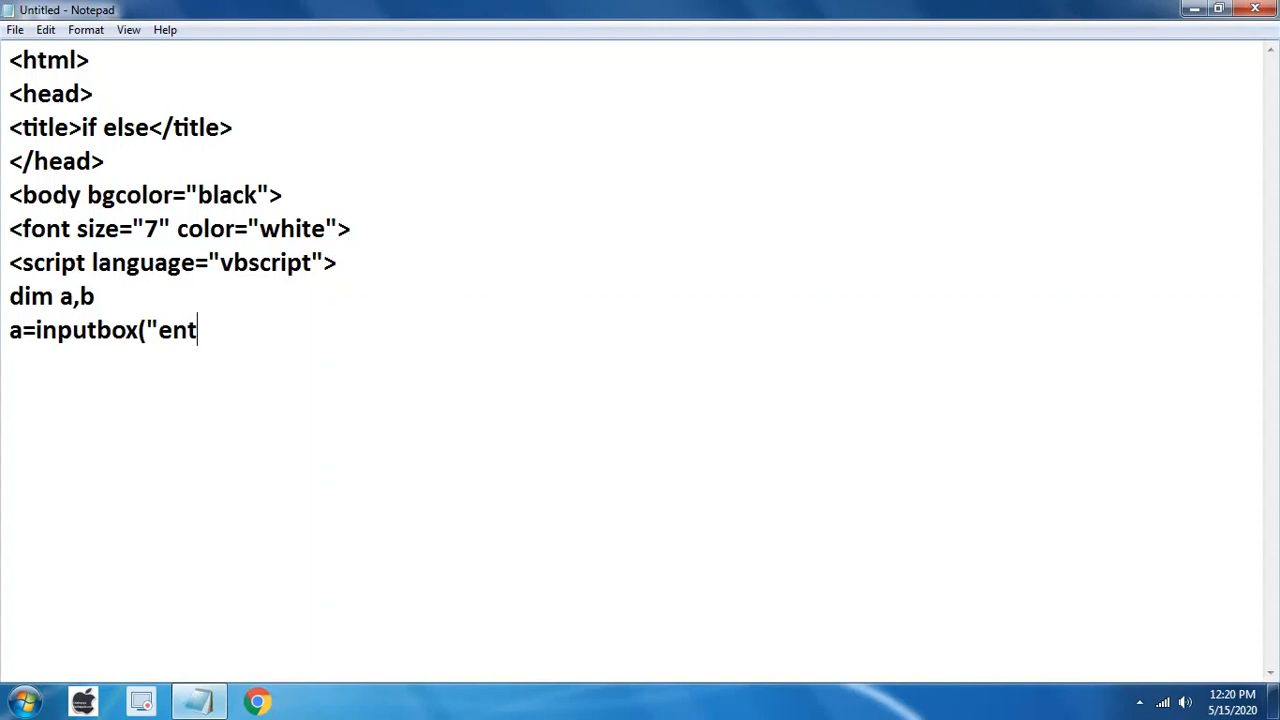 Untitled - Notepad
File Edit Format View Help
<html>
<head>
<title>if else</title>
</head>
<body bgcolor="black">
<font size="7" color="white">
<script language="vbscript">
dim a,b
a=inputbox("ent
12:20 PM
5/15/2020